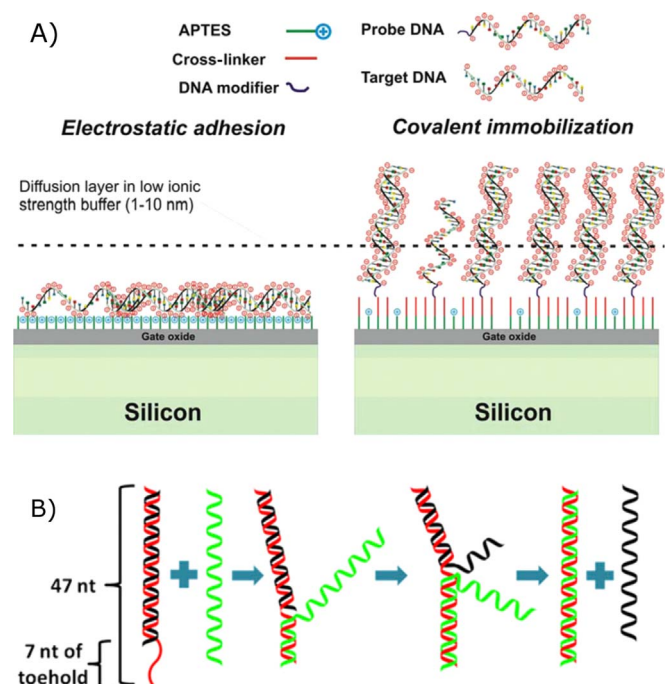 A)
APTES
Cross-linker
DNA modifier
Probe DNA
Target DNA
Electrostatic adhesion
Covalent immobilization
Diffusion layer in low ionic
strength buffer (1-10 nm)
Gate oxide
Silicon
Gate oxide
Silicon
B)
47 nt
7 nt of
toehold